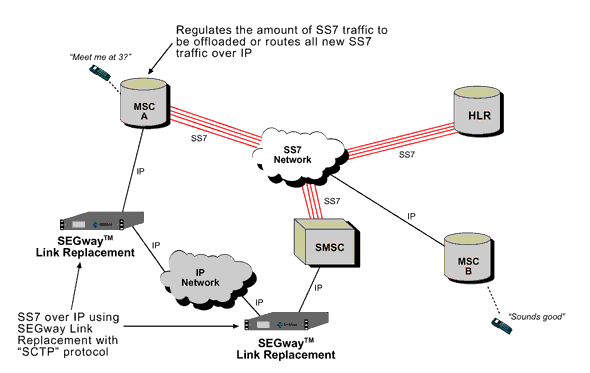 Regulates the amount of SS7 traffic to
be offloaded or routes all new SS7
traffic over IP
“Meet me at 3?”
MSC
A
SS7
HLR
SS7
Network
SS7
IP
SS7
IP
SMSC
SEGway™
Link Replacement
IP
IP
Network
IP
IP
MSC
B
SS7 over IP using
SEGway Link
Replacement with
“SCTP” protocol
“Sounds good”
SEGway™
Link Replacement